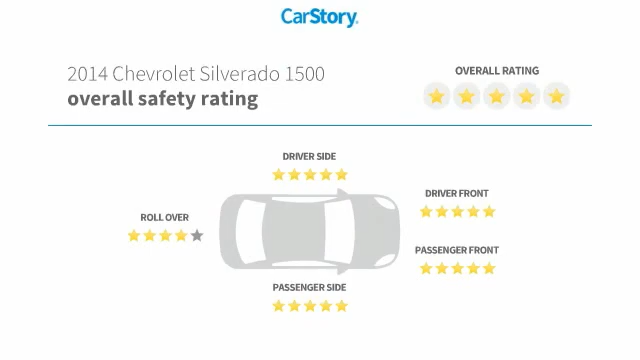 CarStory.
2014 Chevrolet Silverado 1500
overall safety rating
OVERALL RATING
DRIVER SIDE
DRIVER FRONT
ROLL OVER
PASSENGER FRONT
PASSENGER SIDE